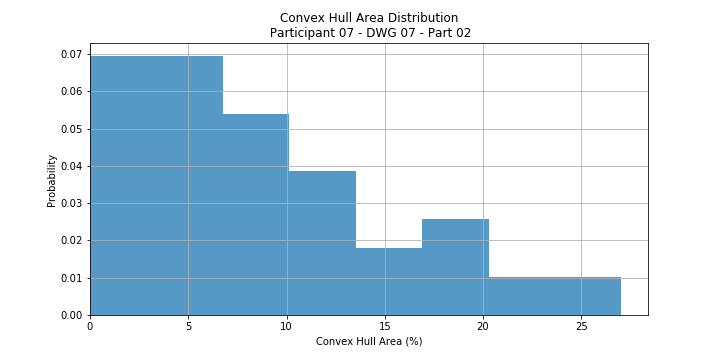 Convex Hull Area Distribution
Participant 07 - DWG 07 - Part 02
0.07
0.06
0.05
0.04
0.03
0.02
0.01
0.00
Probability
0 5 10 15 20 25
Convex Hull Area (%)